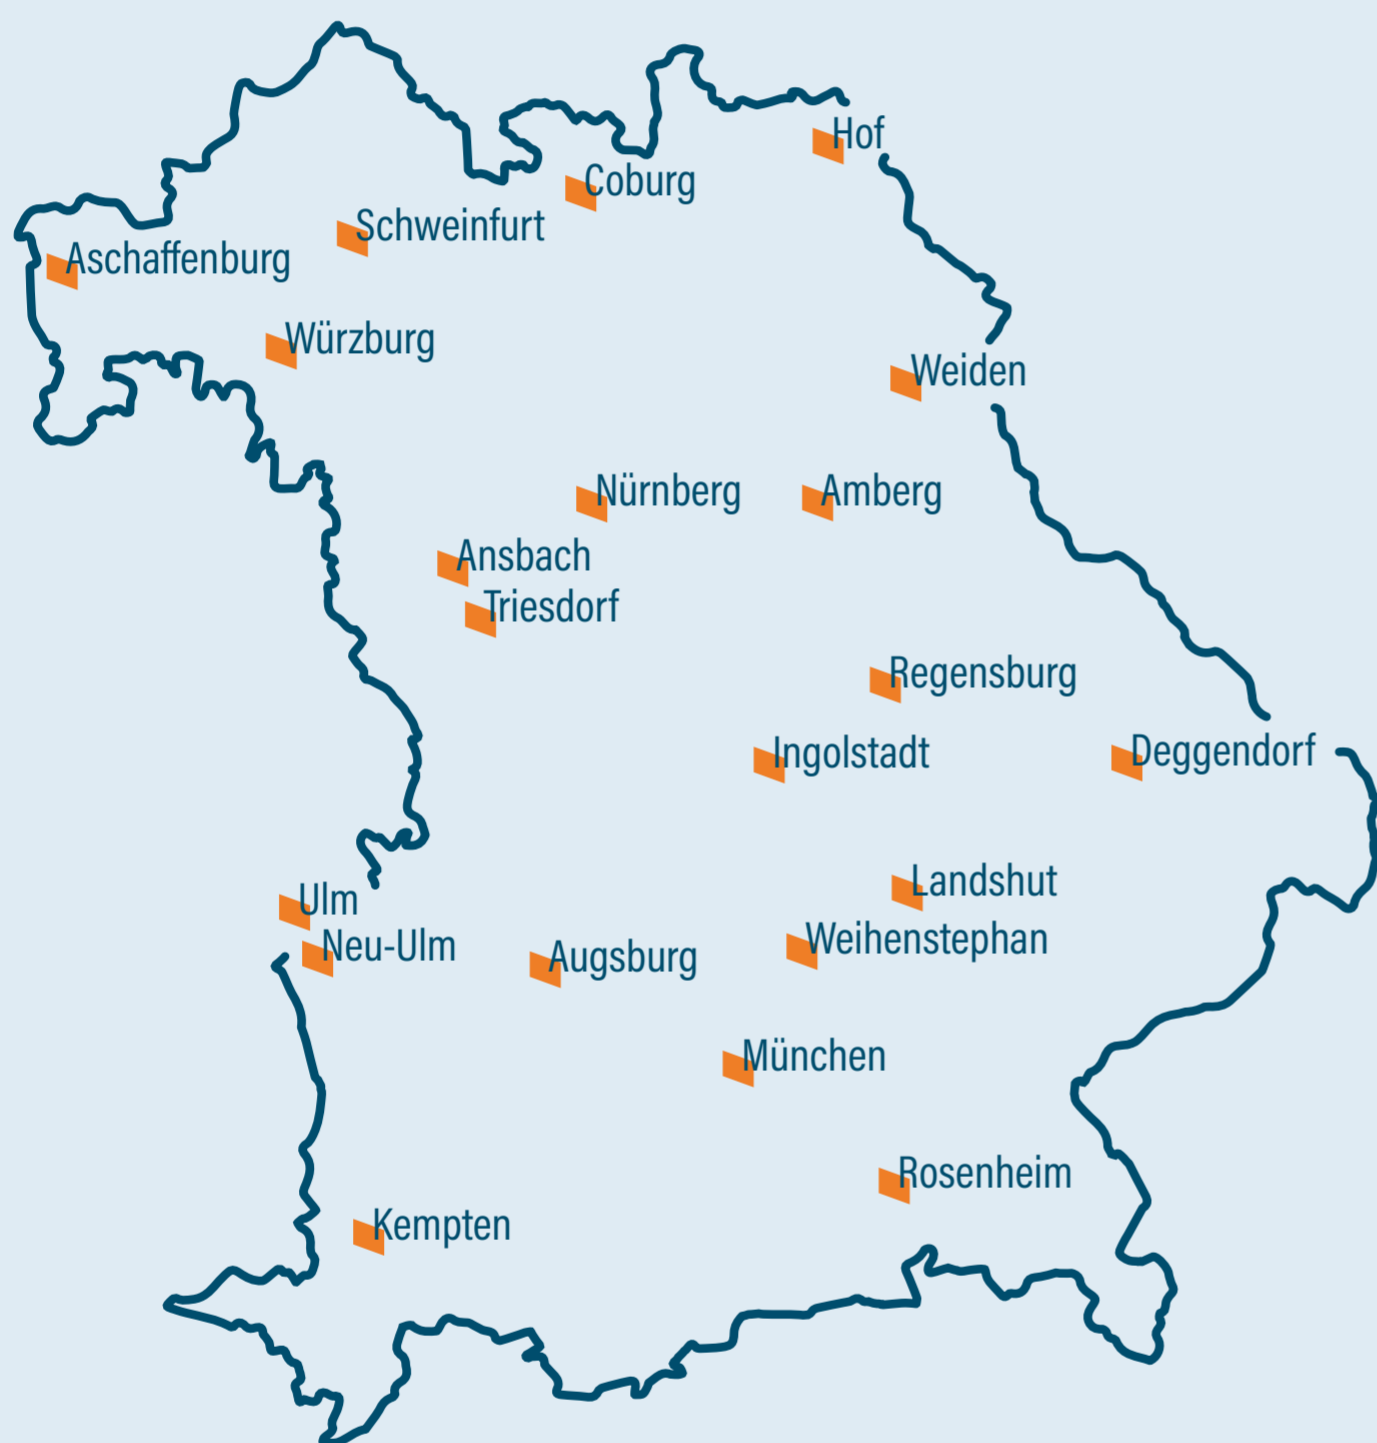 Hof
Coburg
Schweinfurt
Aschaffenburg
Würzburg
Weiden
Nürnberg
Amberg
Ansbach
Triesdorf
Regensburg
Ingolstadt
Deggendorf
Landshut
Ulm
Weihenstephan
Neu-Ulm
Augsburg
München
Rosenheim
Kempten